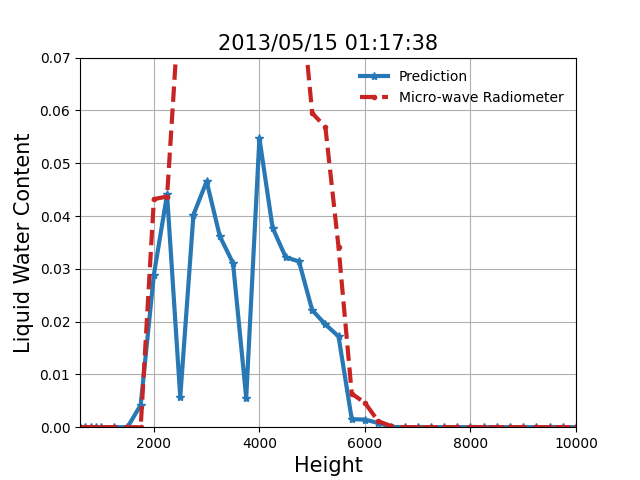 2013/05/15 01:17:38
Prediction
Micro-wave Radiometer
Liquid Water Content
0.07
0.06
0.05
0.04
0.03
0.02
0.01
0.00
2000 4000 6000 8000 10000
Height